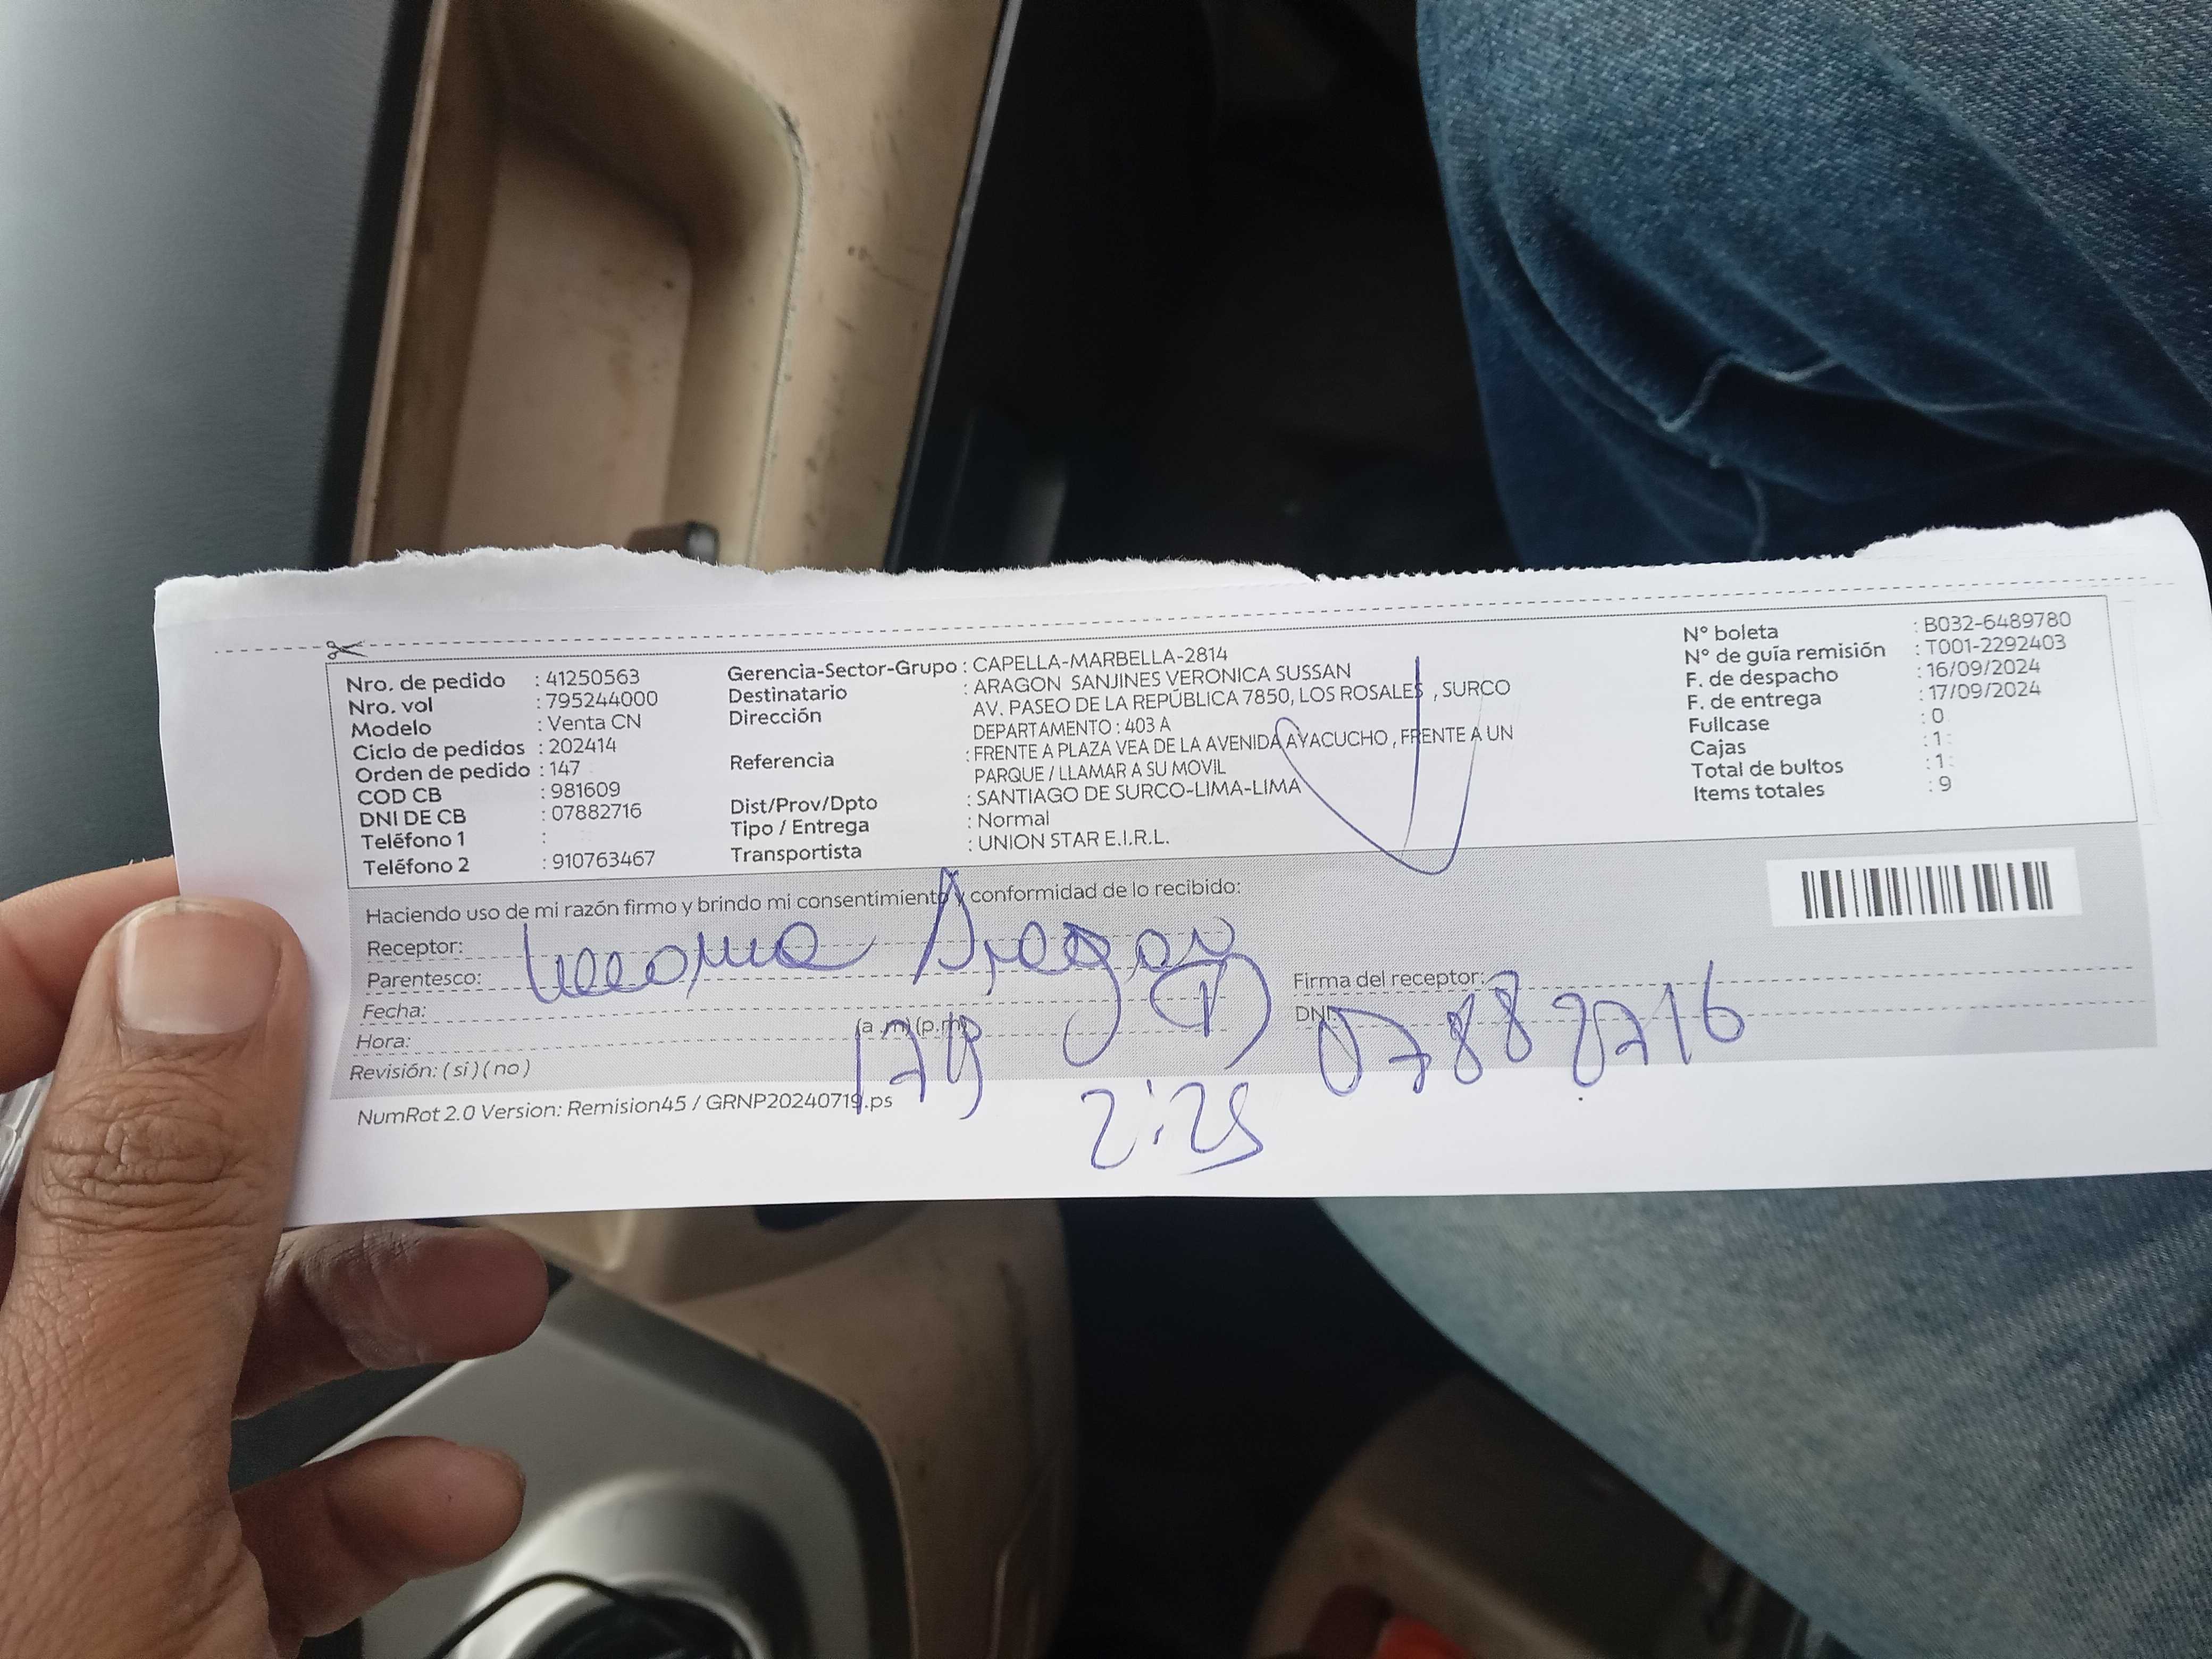 Nro. de pedido : 41250563
Nro. vol : 795244000
Modelo : Venta CN
Ciclo de pedidos : 202414
Orden de pedido : 147
COD CB : 981609
DNI DE CB : 07882716
Teléfono 1 :
Teléfono 2 : 910763467
Gerencia-Sector-Grupo : CAPELLA-MARBELLA-2814
Destinatario : ARAGON SANJINES VERONICA SUSSAN
Dirección AV. PASEO DE LA REPÚBLICA 7850, LOS ROSALES , SURCO
DEPARTAMENTO : 403 A
Referencia : FRENTE A PLAZA VEA DE LA AVENIDA AYACUCHO , FRENTE A UN
PARQUE / LLAMAR A SU MOVIL
Dist/Prov/Dpto : SANTIAGO DE SURCO-LIMA-LIMA
Tipo / Entrega : Normal
Transportista : UNION STAR E.I.R.L.
N° boleta : B032-6489780
N° de guía remisión : T001-2292403
F. de despacho : 16/09/2024
F. de entrega : 17/09/2024
Fullcase : 0
Cajas : 1
Total de bultos : 1
Items totales : 9
Haciendo uso de mi razón firmo y brindo mi consentimiento y conformidad de lo recibido:
Receptor:
Parentesco: Aragon
Fecha:
Hora: (a.m) (p.m)
Revisión: ( si ) ( no )
Firma del receptor:
DNI: 07882716
2:25
NumRot 2.0 Version: Remision45 / GRNP20240719.ps